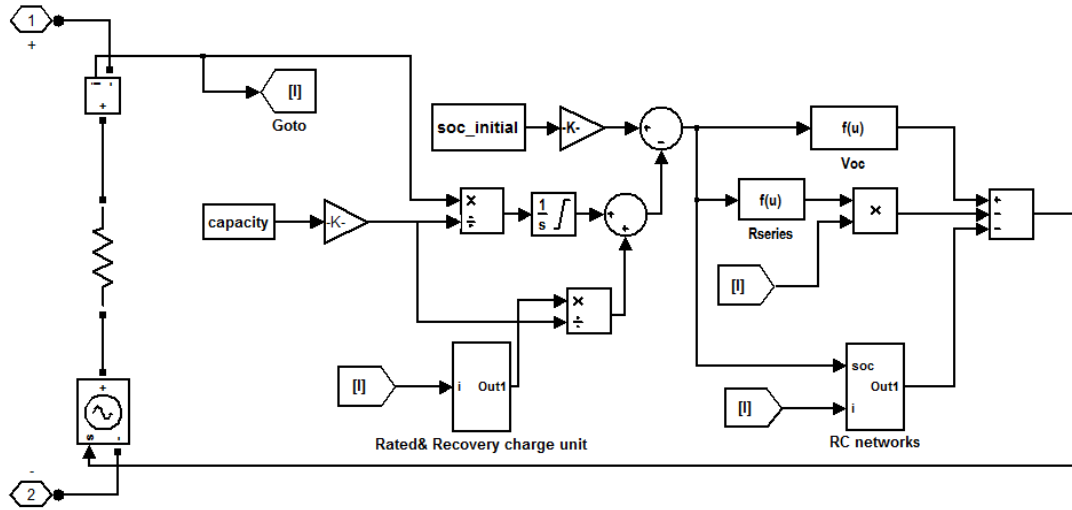 1
+
[I]
Goto
soc_initial
-K-
+
−
f(u)
Voc
capacity
-K-
×
÷
1
s
+
+
f(u)
Rseries
×
+
−
−
[I]
×
÷
[I]
i
Out1
Rated& Recovery charge unit
soc
i
Out1
RC networks
[I]
+
s
-
-
2
- -
+